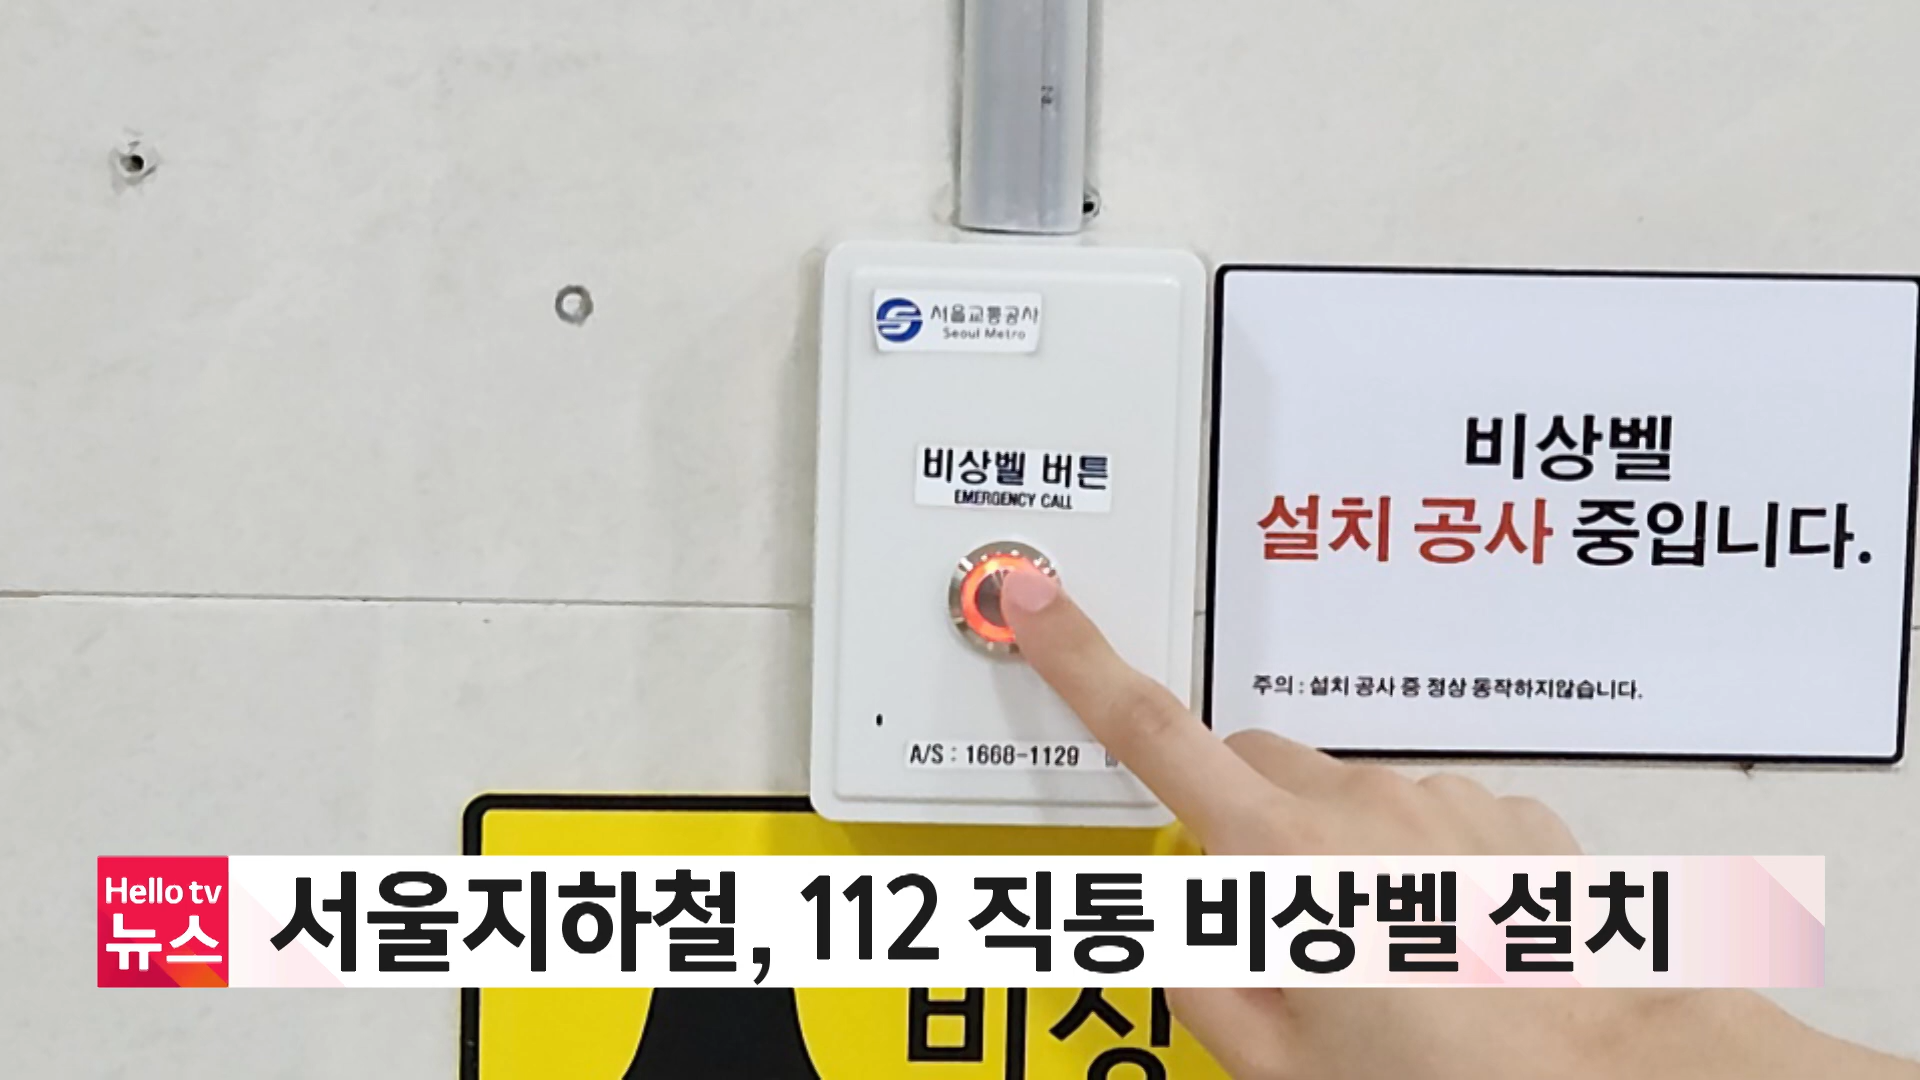 서울교통공사
Seoul Metro
비상벨 버튼
EMERGENCY CALL
A/S : 1668-1129
비상벨
설치 공사 중입니다.
주의 : 설치 공사 중 정상 동작하지않습니다.
Hello tv
뉴스
서울지하철, 112 직통 비상벨 설치
비상